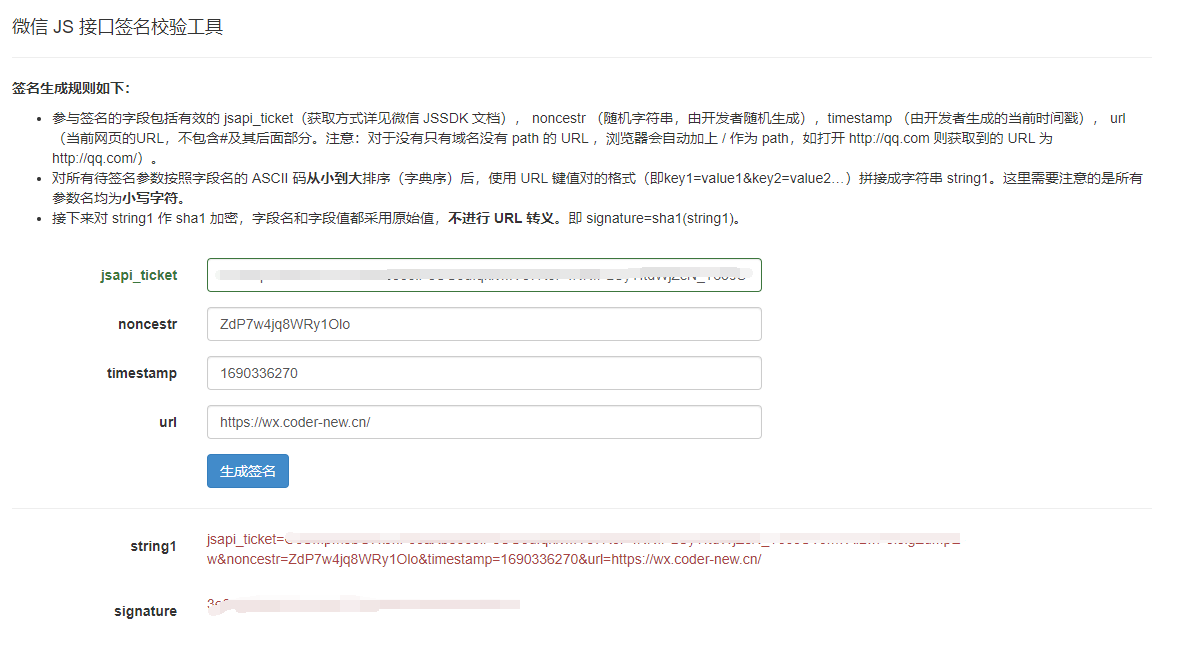 微信 JS 接口签名校验工具
签名生成规则如下：
参与签名的字段包括有效的 jsapi_ticket（获取方式详见微信 JSSDK 文档）， noncestr （随机字符串，由开发者随机生成），timestamp （由开发者生成的当前时间戳）， url
（当前网页的URL，不包含#及其后面部分。注意：对于没有只有域名没有 path 的 URL ，浏览器会自动加上 / 作为 path，如打开 http://qq.com 则获取到的 URL 为
http://qq.com/）。
对所有待签名参数按照字段名的 ASCII 码从小到大排序（字典序）后，使用 URL 键值对的格式（即key1=value1&key2=value2…）拼接成字符串 string1。这里需要注意的是所有
参数名均为小写字符。
接下来对 string1 作 sha1 加密，字段名和字段值都采用原始值，不进行 URL 转义。即 signature=sha1(string1)。
jsapi_ticket
noncestr ZdP7w4jq8WRy1Olo
timestamp 1690336270
url https://wx.coder-new.cn/
生成签名
string1 jsapi_ticket=
w&noncestr=ZdP7w4jq8WRy1Olo&timestamp=1690336270&url=https://wx.coder-new.cn/
signature